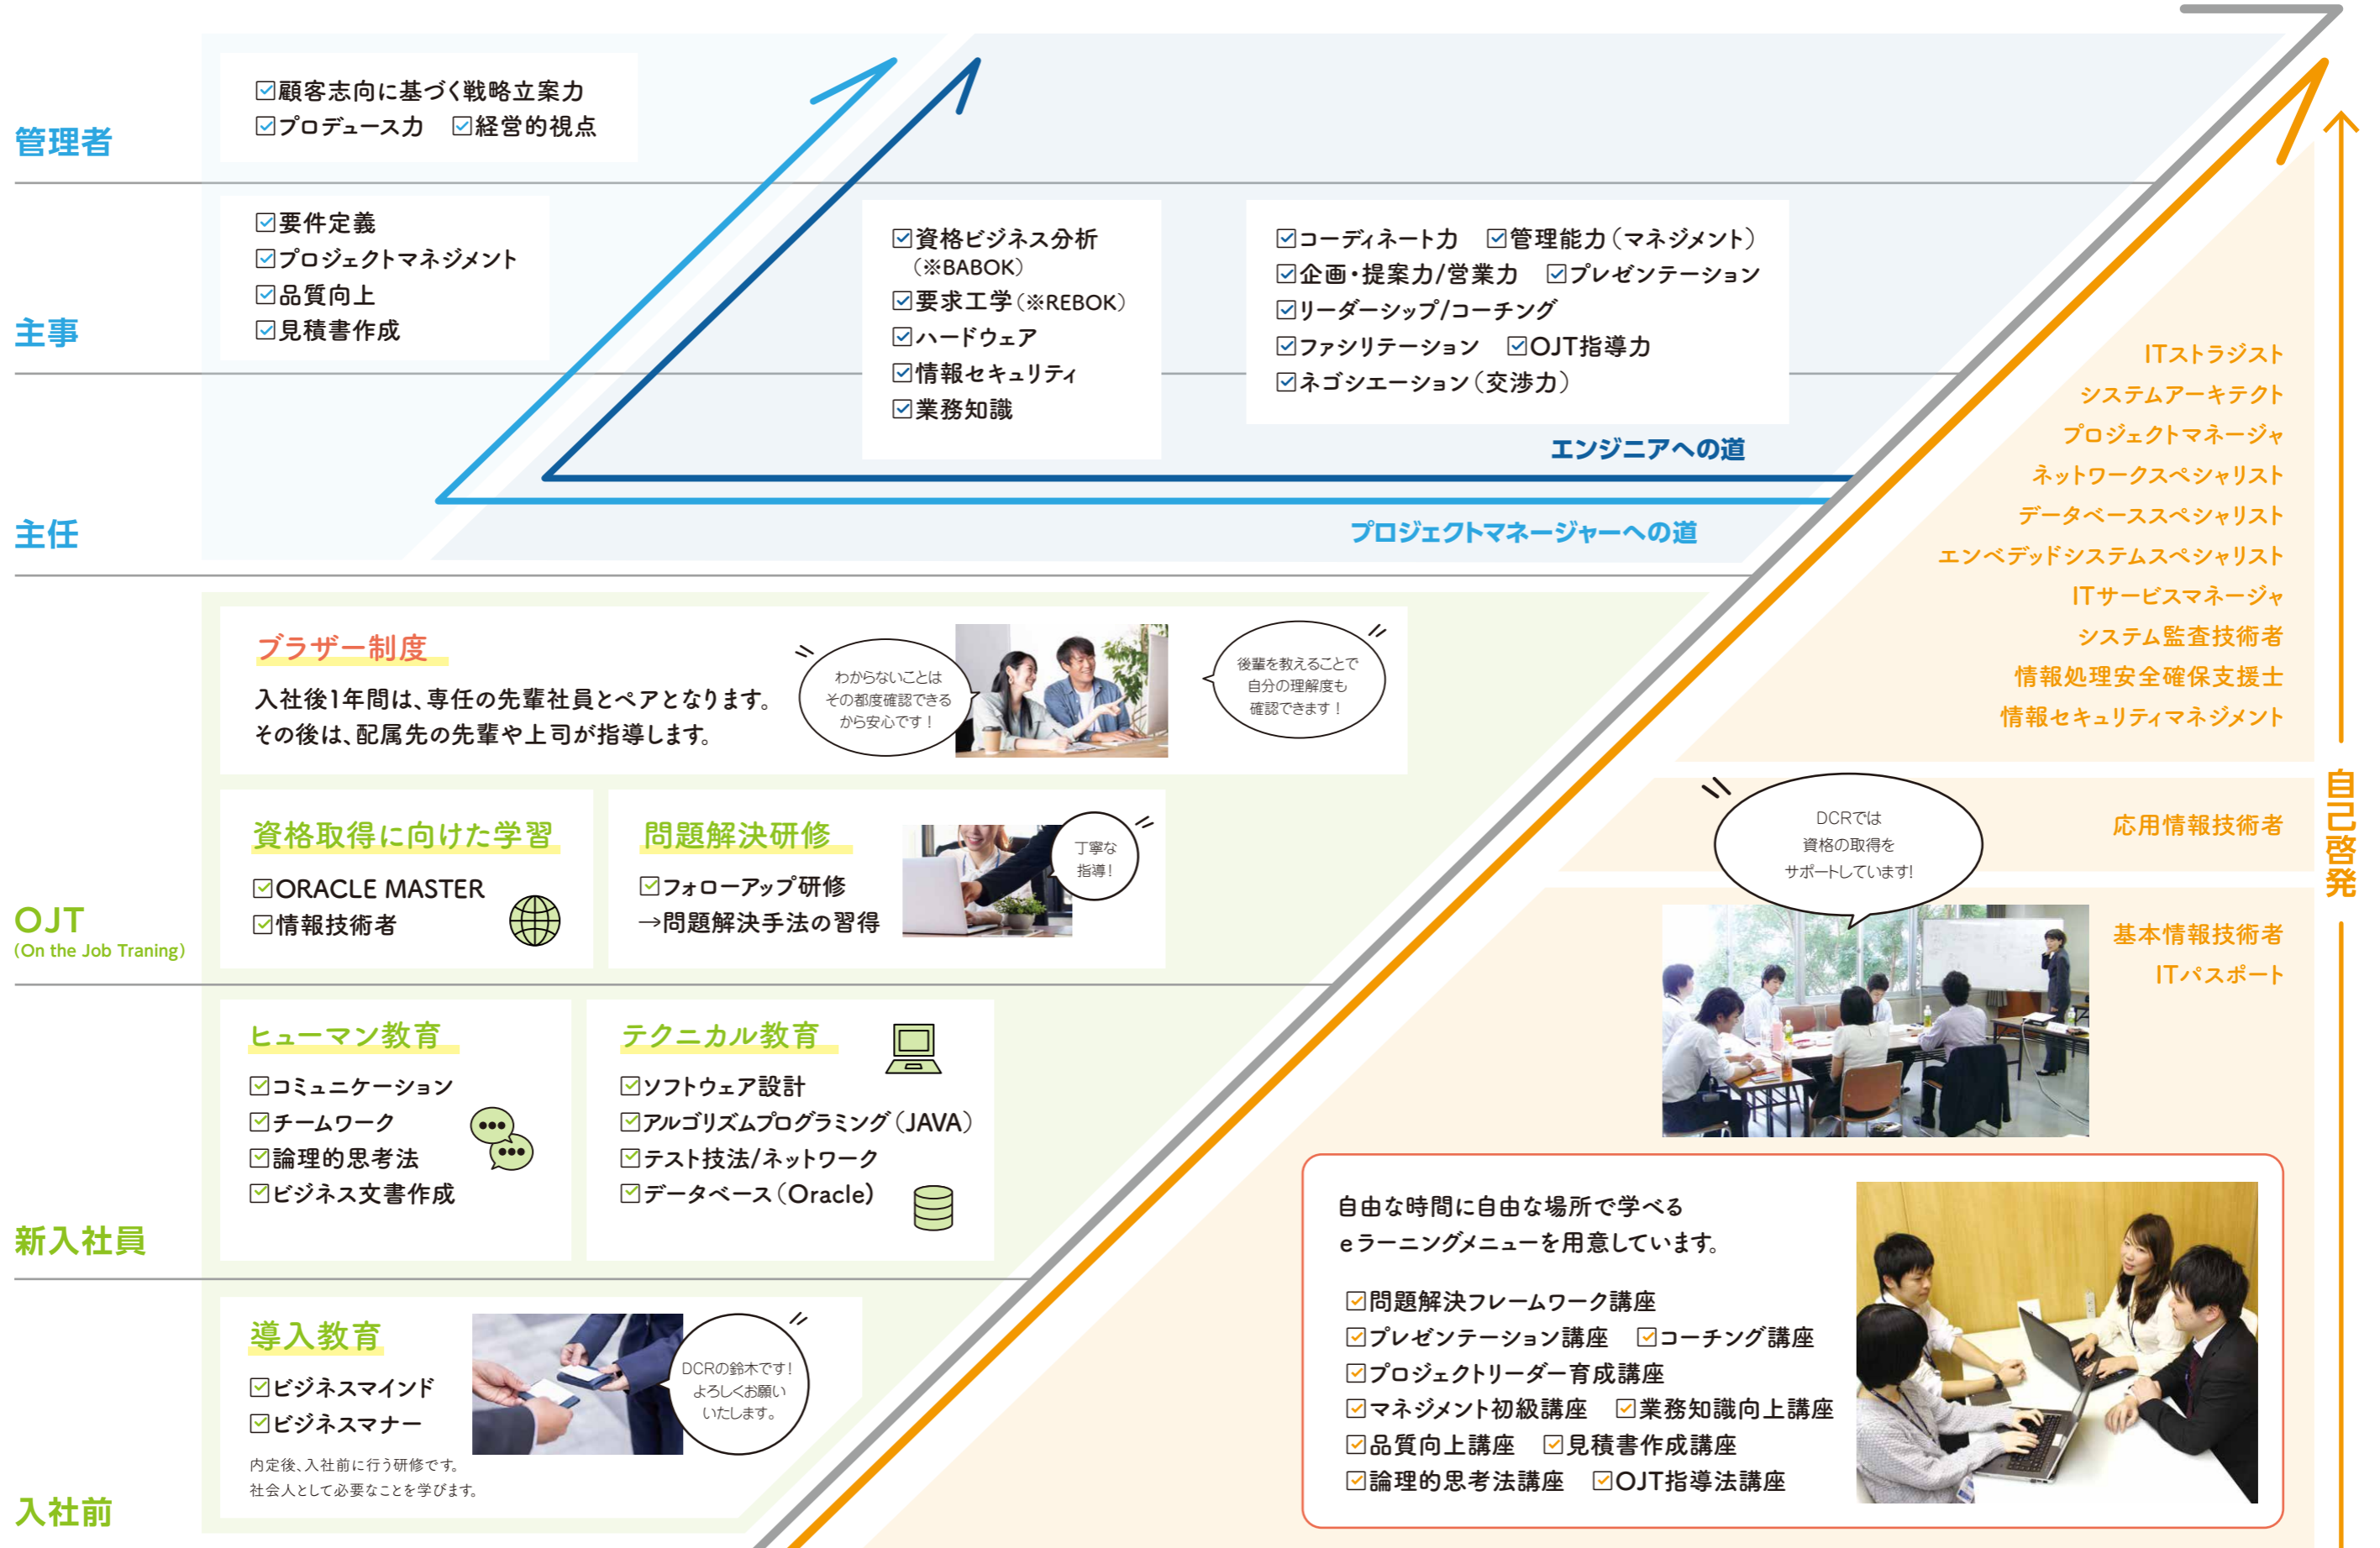 管理者
☑顧客志向に基づく戦略立案力
☑プロデュース力　☑経営的視点
主事
☑要件定義
☑プロジェクトマネジメント
☑品質向上
☑見積書作成
☑資格ビジネス分析
（※BABOK）
☑要求工学（※REBOK）
☑ハードウェア
☑情報セキュリティ
☑業務知識
☑コーディネート力　☑管理能力（マネジメント）
☑企画・提案力/営業力　☑プレゼンテーション
☑リーダーシップ/コーチング
☑ファシリテーション　☑OJT指導力
☑ネゴシエーション（交渉力）
エンジニアへの道
主任
プロジェクトマネージャーへの道
ITストラジスト
システムアーキテクト
プロジェクトマネージャ
ネットワークスペシャリスト
データベーススペシャリスト
エンベデッドシステムスペシャリスト
ITサービスマネージャ
システム監査技術者
情報処理安全確保支援士
情報セキュリティマネジメント
応用情報技術者
基本情報技術者
ITパスポート
自己啓発
ブラザー制度
入社後1年間は、専任の先輩社員とペアとなります。
その後は、配属先の先輩や上司が指導します。
わからないことは
その都度確認できる
から安心です！
後輩を教えることで
自分の理解度も
確認できます！
OJT
(On the Job Traning)
資格取得に向けた学習
☑ORACLE MASTER
☑情報技術者
問題解決研修
☑フォローアップ研修
→問題解決手法の習得
丁寧な
指導！
DCRでは
資格の取得を
サポートしています!
新入社員
ヒューマン教育
☑コミュニケーション
☑チームワーク
☑論理的思考法
☑ビジネス文書作成
テクニカル教育
☑ソフトウェア設計
☑アルゴリズムプログラミング（JAVA）
☑テスト技法/ネットワーク
☑データベース（Oracle）
入社前
導入教育
☑ビジネスマインド
☑ビジネスマナー
内定後、入社前に行う研修です。
社会人として必要なことを学びます。
DCRの鈴木です!
よろしくお願い
いたします。
自由な時間に自由な場所で学べる
eラーニングメニューを用意しています。
☑問題解決フレームワーク講座
☑プレゼンテーション講座　☑コーチング講座
☑プロジェクトリーダー育成講座
☑マネジメント初級講座　☑業務知識向上講座
☑品質向上講座　☑見積書作成講座
☑論理的思考法講座　☑OJT指導法講座